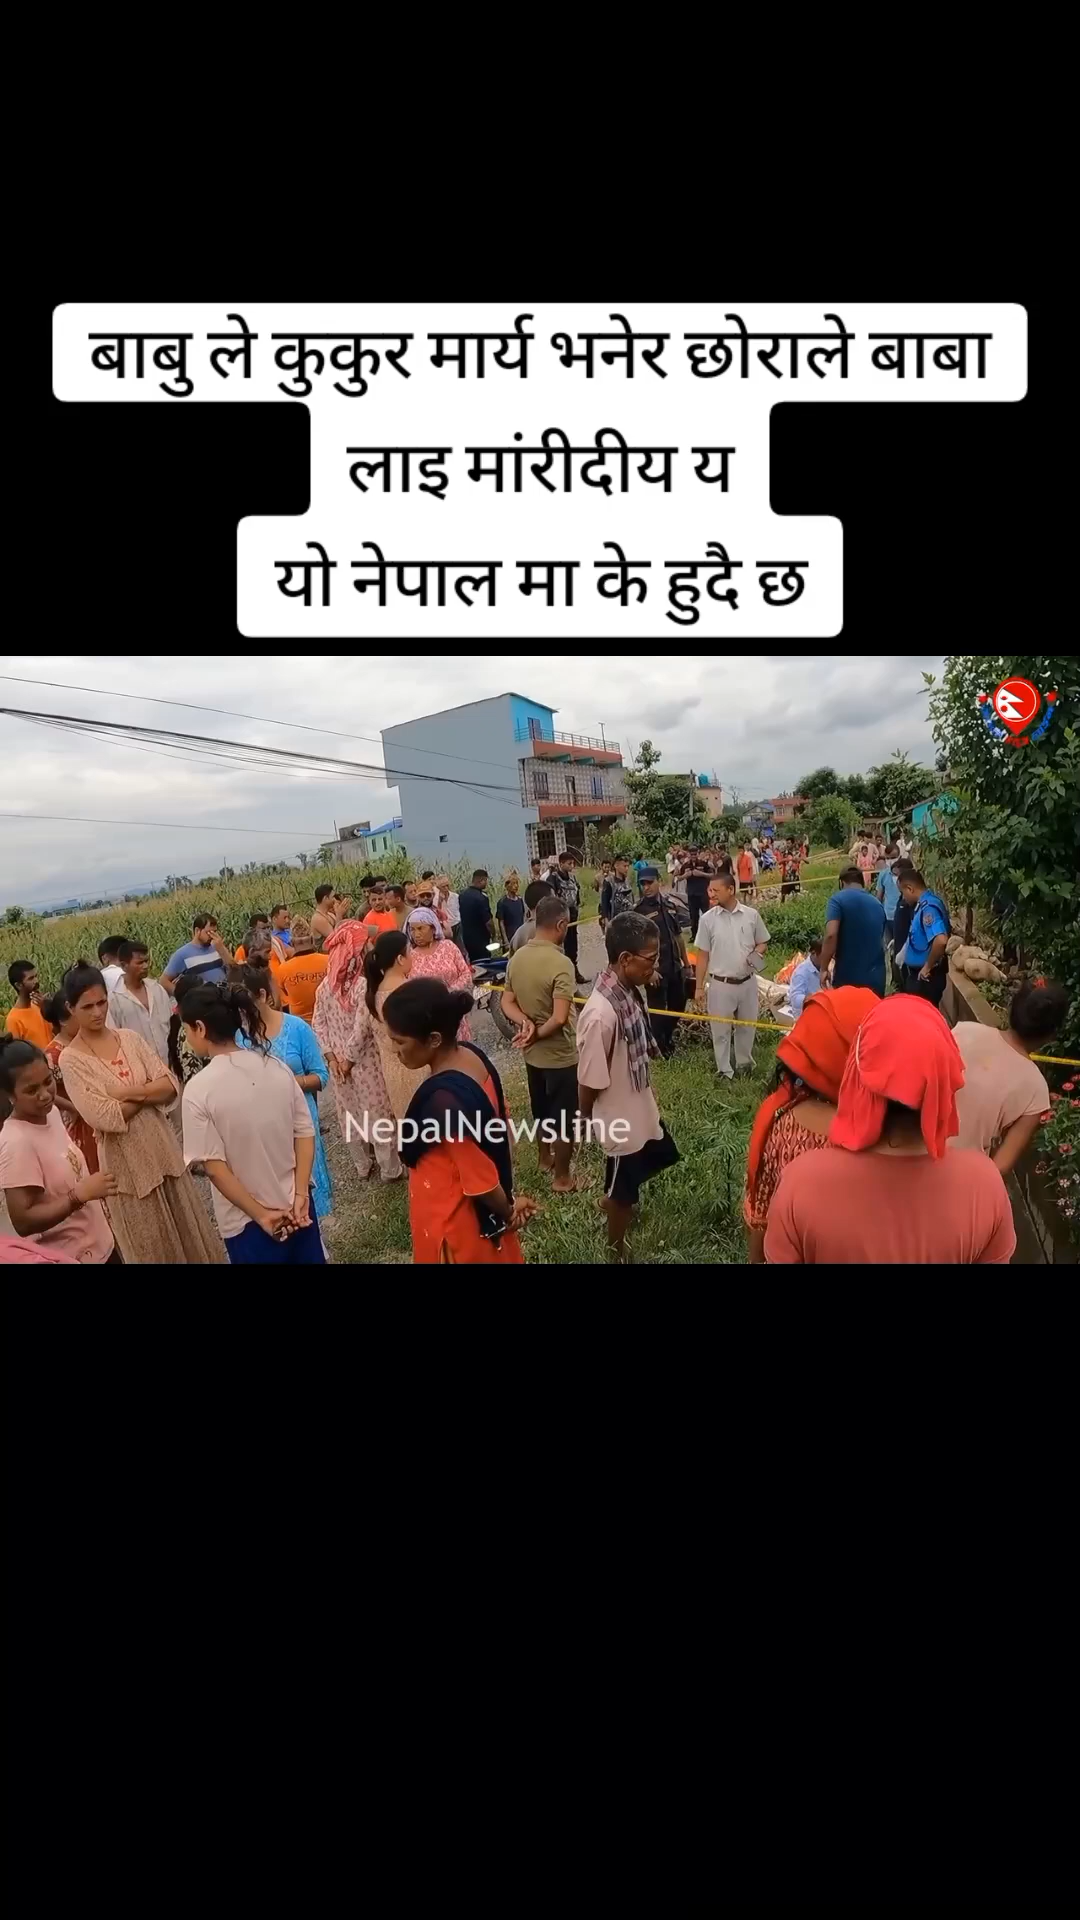 बाबु ले कुकुर मार्य भनेर छोराले बाबा
लाइ मांरीदीय य
यो नेपाल मा के हुदै छ
NepalNewsline